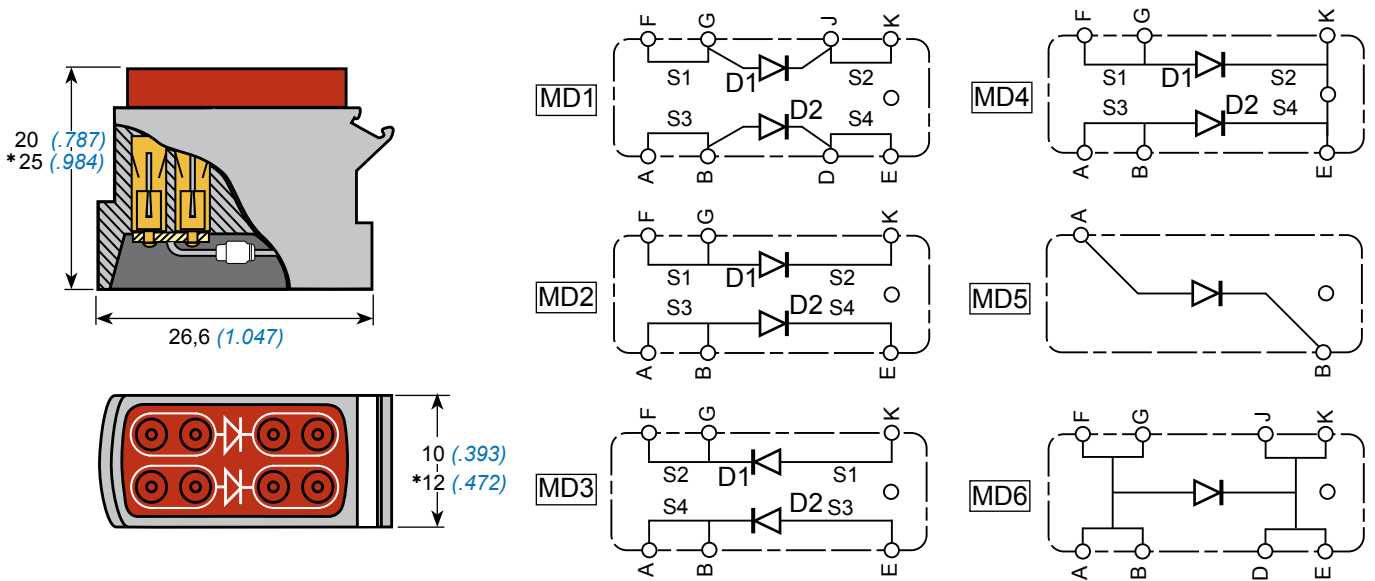 20 (.787)
*25 (.984)
26,6 (1.047)
10 (.393)
*12 (.472)
MD1
F G J K
S1 D1 S2
S3 D2 S4
A B D E
MD2
F G K
S1 D1 S2
S3 D2 S4
A B E
MD3
F G K
S2 D1 S1
S4 D2 S3
A B E
MD4
F G K
S1 D1 S2
S3 D2 S4
A B E
MD5
A
B
MD6
F G J K
A B D E